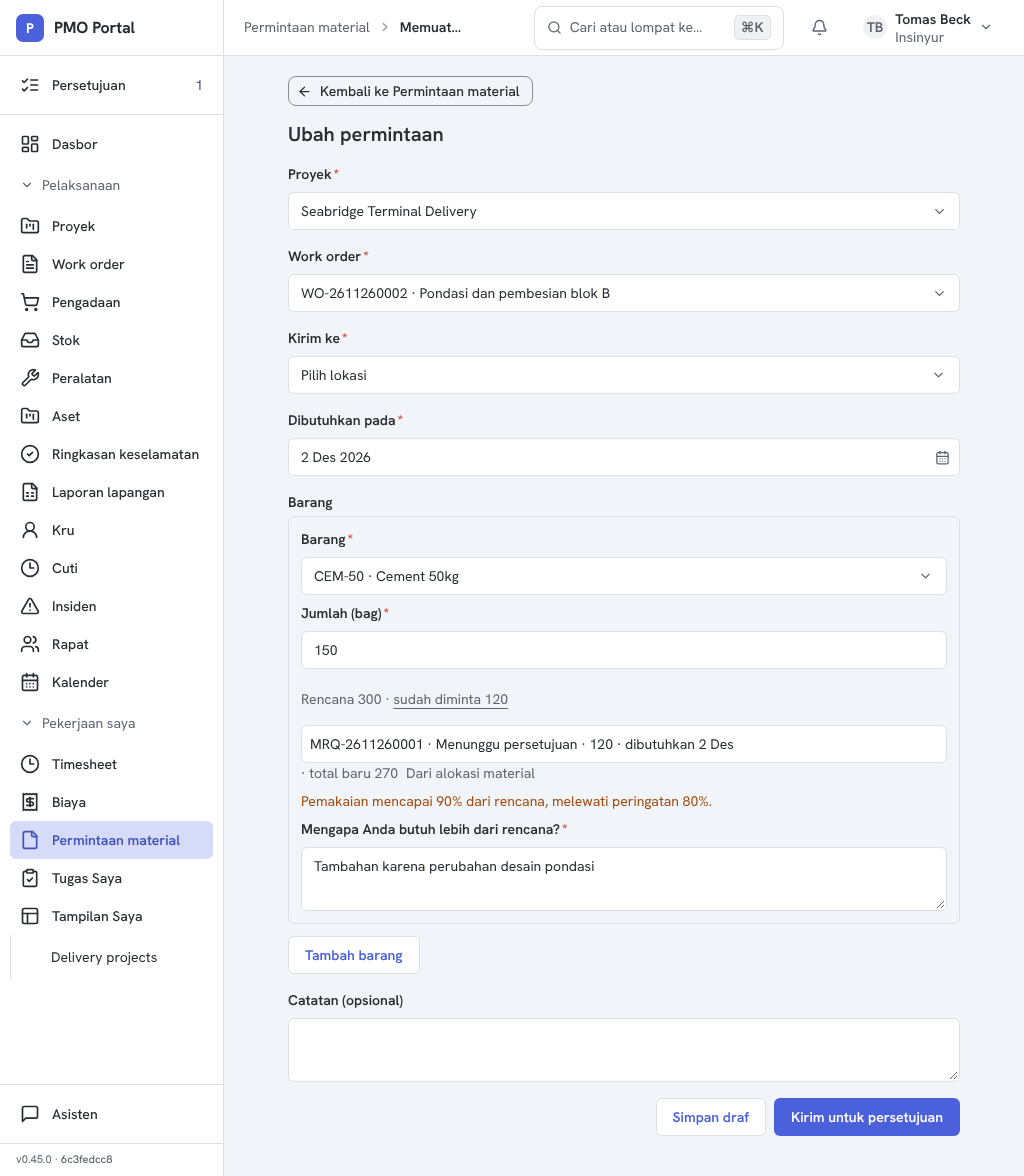 P PMO Portal
Permintaan material > Memuat...
Cari atau lompat ke... ⌘K
TB Tomas Beck
Insinyur
Persetujuan 1
Dasbor
Pelaksanaan
Proyek
Work order
Pengadaan
Stok
Peralatan
Aset
Ringkasan keselamatan
Laporan lapangan
Kru
Cuti
Insiden
Rapat
Kalender
Pekerjaan saya
Timesheet
Biaya
Permintaan material
Tugas Saya
Tampilan Saya
Delivery projects
Asisten
v0.45.0 · 6c3fedcc8
Kembali ke Permintaan material
Ubah permintaan
Proyek*
Seabridge Terminal Delivery
Work order*
WO-2611260002 · Pondasi dan pembesian blok B
Kirim ke*
Pilih lokasi
Dibutuhkan pada*
2 Des 2026
Barang
Barang*
CEM-50 · Cement 50kg
Jumlah (bag)*
150
Rencana 300 · sudah diminta 120
MRQ-2611260001 · Menunggu persetujuan · 120 · dibutuhkan 2 Des
· total baru 270 Dari alokasi material
Pemakaian mencapai 90% dari rencana, melewati peringatan 80%.
Mengapa Anda butuh lebih dari rencana?*
Tambahan karena perubahan desain pondasi
Tambah barang
Catatan (opsional)
Simpan draf
Kirim untuk persetujuan